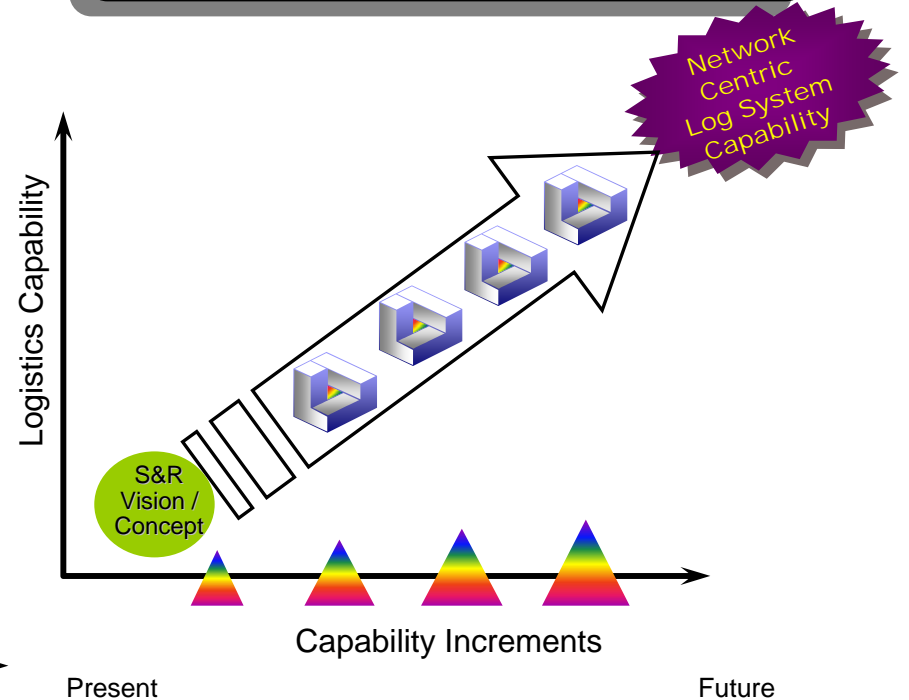 Network
Centric
Log System
Capability
Logistics Capability
S&R
Vision /
Concept
Capability Increments
Present
Future